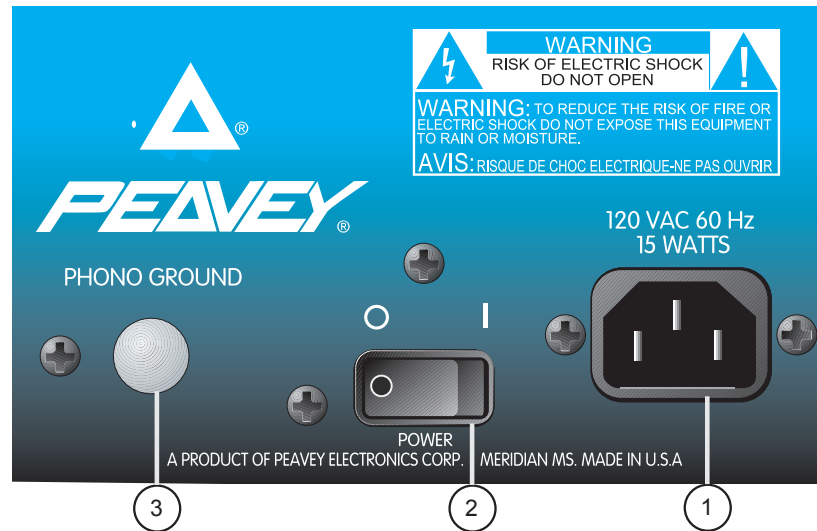 WARNING
RISK OF ELECTRIC SHOCK
DO NOT OPEN
WARNING: TO REDUCE THE RISK OF FIRE OR
ELECTRIC SHOCK DO NOT EXPOSE THIS EQUIPMENT
TO RAIN OR MOISTURE.
AVIS: RISQUE DE CHOC ELECTRIQUE-NE PAS OUVRIR
®
PEAVEY®
120 VAC 60 Hz
15 WATTS
PHONO GROUND
O I
O
POWER
A PRODUCT OF PEAVEY ELECTRONICS CORP. MERIDIAN MS. MADE IN U.S.A
3 2 1